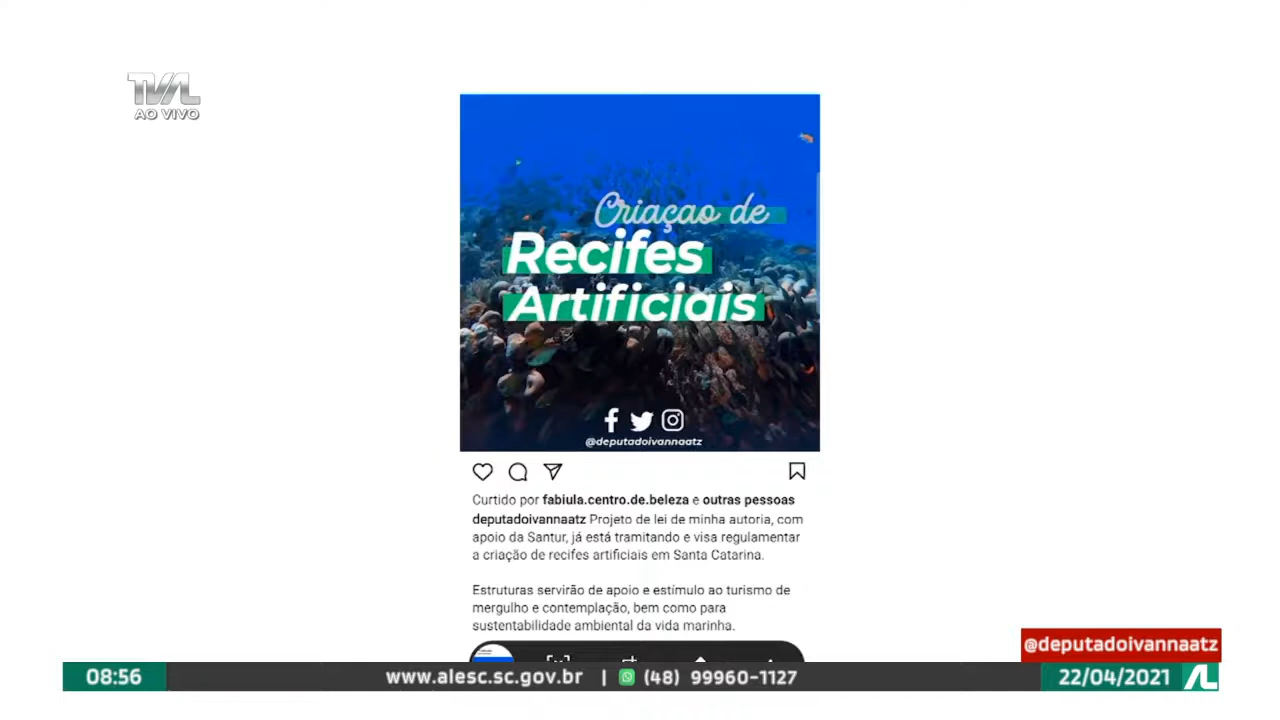 TVAL
AO VIVO
Criaçao de
Recifes
Artificiais
@deputadoivannaatz
Curtido por fabiula.centro.de.beleza e outras pessoas
deputadoivannaatz Projeto de lei de minha autoria, com
apoio da Santur, já está tramitando e visa regulamentar
a criação de recifes artificiais em Santa Catarina.
Estruturas servirão de apoio e estímulo ao turismo de
mergulho e contemplação, bem como para
sustentabilidade ambiental da vida marinha.
@deputadoivannaatz
08:56
www.alesc.sc.gov.br | (48) 99960-1127
22/04/2021 AL